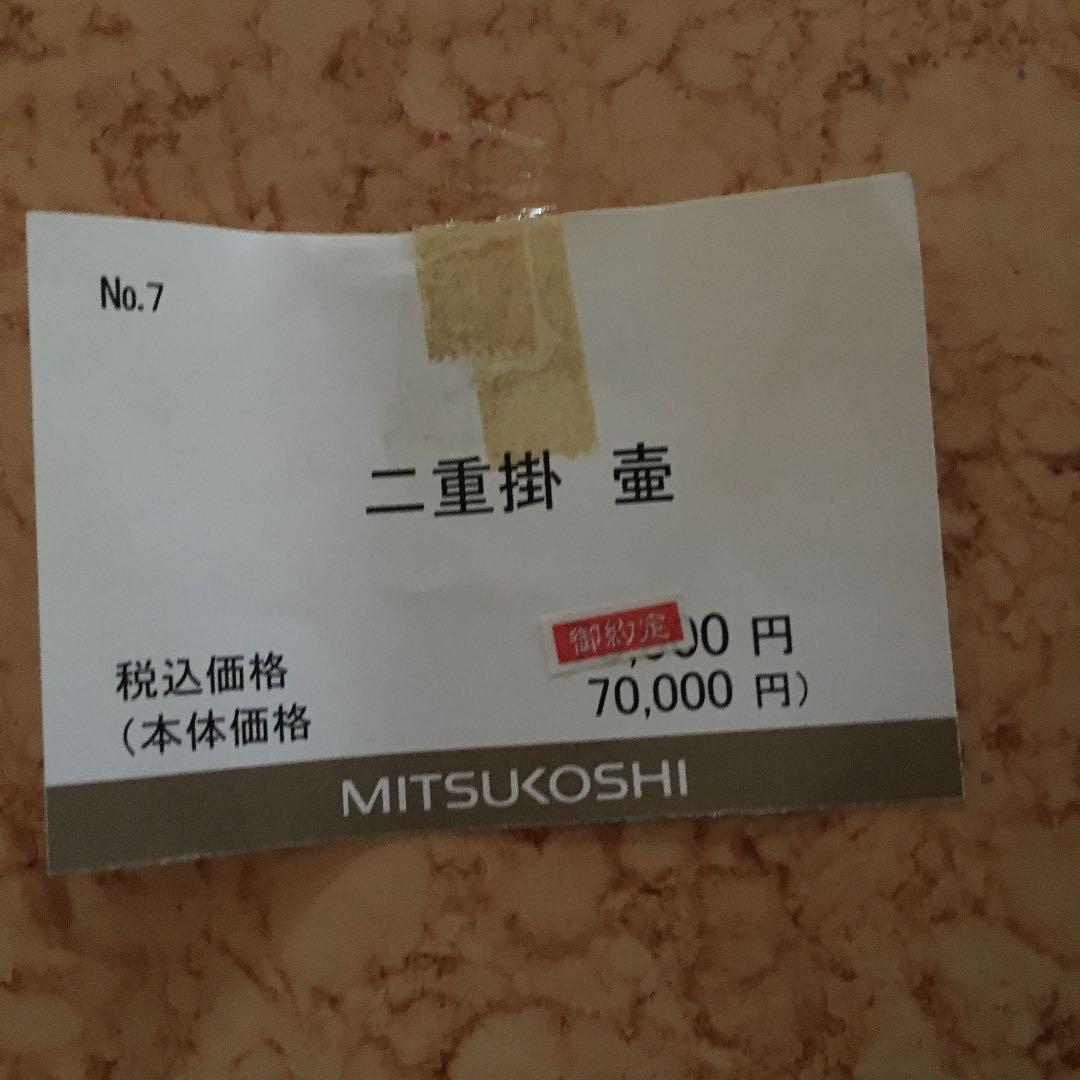 No.7
二重掛 壷
御約定
税込価格 ,000 円
(本体価格 70,000 円)
MITSUKOSHI